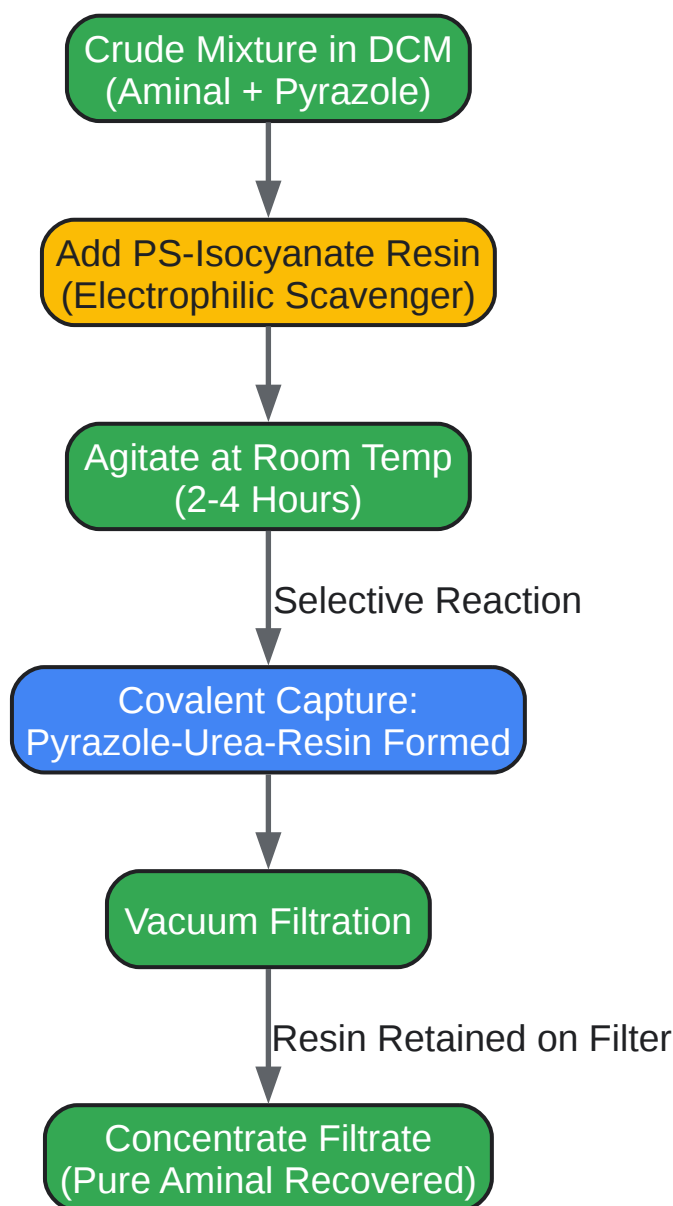 Crude Mixture in DCM
(Aminal + Pyrazole)
Add PS-Isocyanate Resin
(Electrophilic Scavenger)
Agitate at Room Temp
(2-4 Hours)
Selective Reaction
Covalent Capture:
Pyrazole-Urea-Resin Formed
Vacuum Filtration
Resin Retained on Filter
Concentrate Filtrate
(Pure Aminal Recovered)